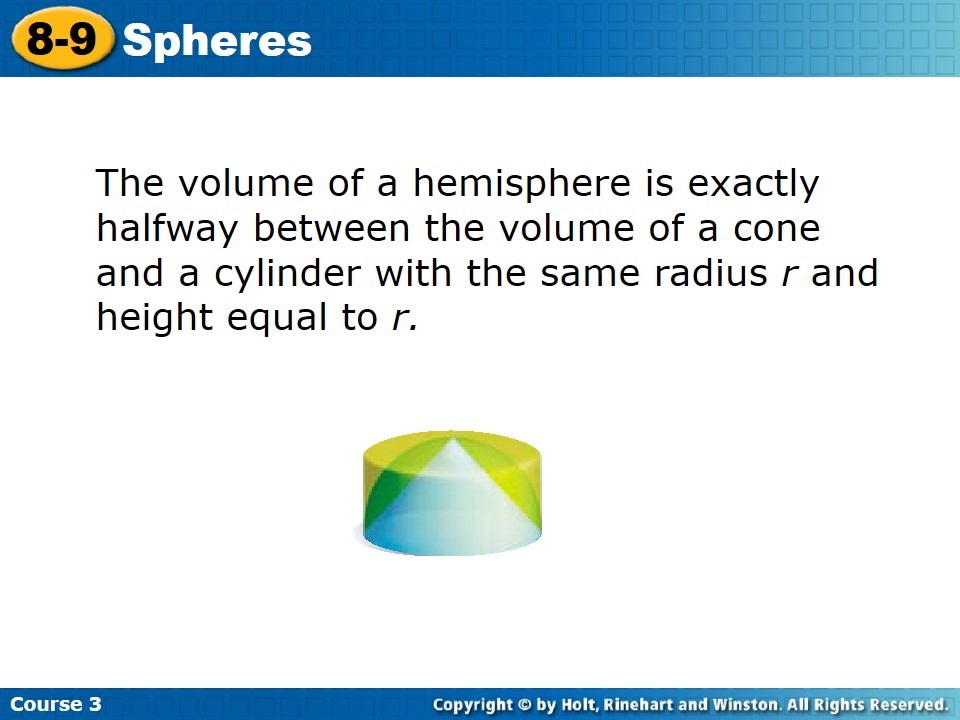 8-9 Spheres
The volume of a hemisphere is exactly
halfway between the volume of a cone
and a cylinder with the same radius r and
height equal to r.
Course 3
Copyright © by Holt, Rinehart and Winston. All Rights Reserved.